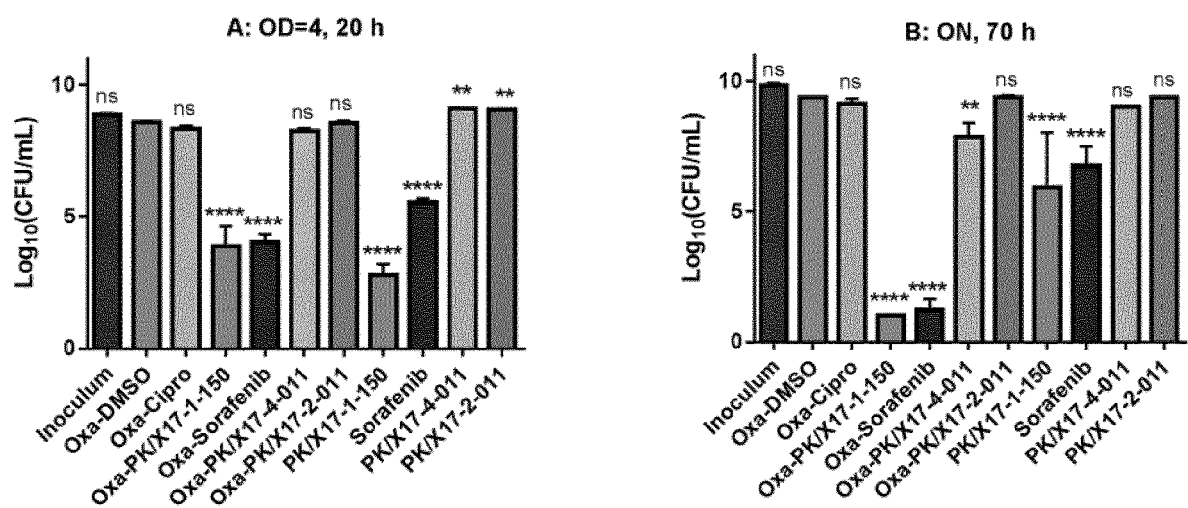 A: OD=4, 20 h
Log10(CFU/mL)
10
5
0
ns
ns
****
****
ns
ns
****
****
**
**
Inoculum
Oxa-DMSO
Oxa-Cipro
Oxa-PK/X17-1-150
Oxa-Sorafenib
Oxa-PK/X17-4-011
Oxa-PK/X17-2-011
PK/X17-1-150
Sorafenib
PK/X17-4-011
PK/X17-2-011
B: ON, 70 h
Log10(CFU/mL)
10
5
0
ns
ns
****
****
**
ns
****
****
ns
ns
Inoculum
Oxa-DMSO
Oxa-Cipro
Oxa-PK/X17-1-150
Oxa-Sorafenib
Oxa-PK/X17-4-011
Oxa-PK/X17-2-011
PK/X17-1-150
Sorafenib
PK/X17-4-011
PK/X17-2-011